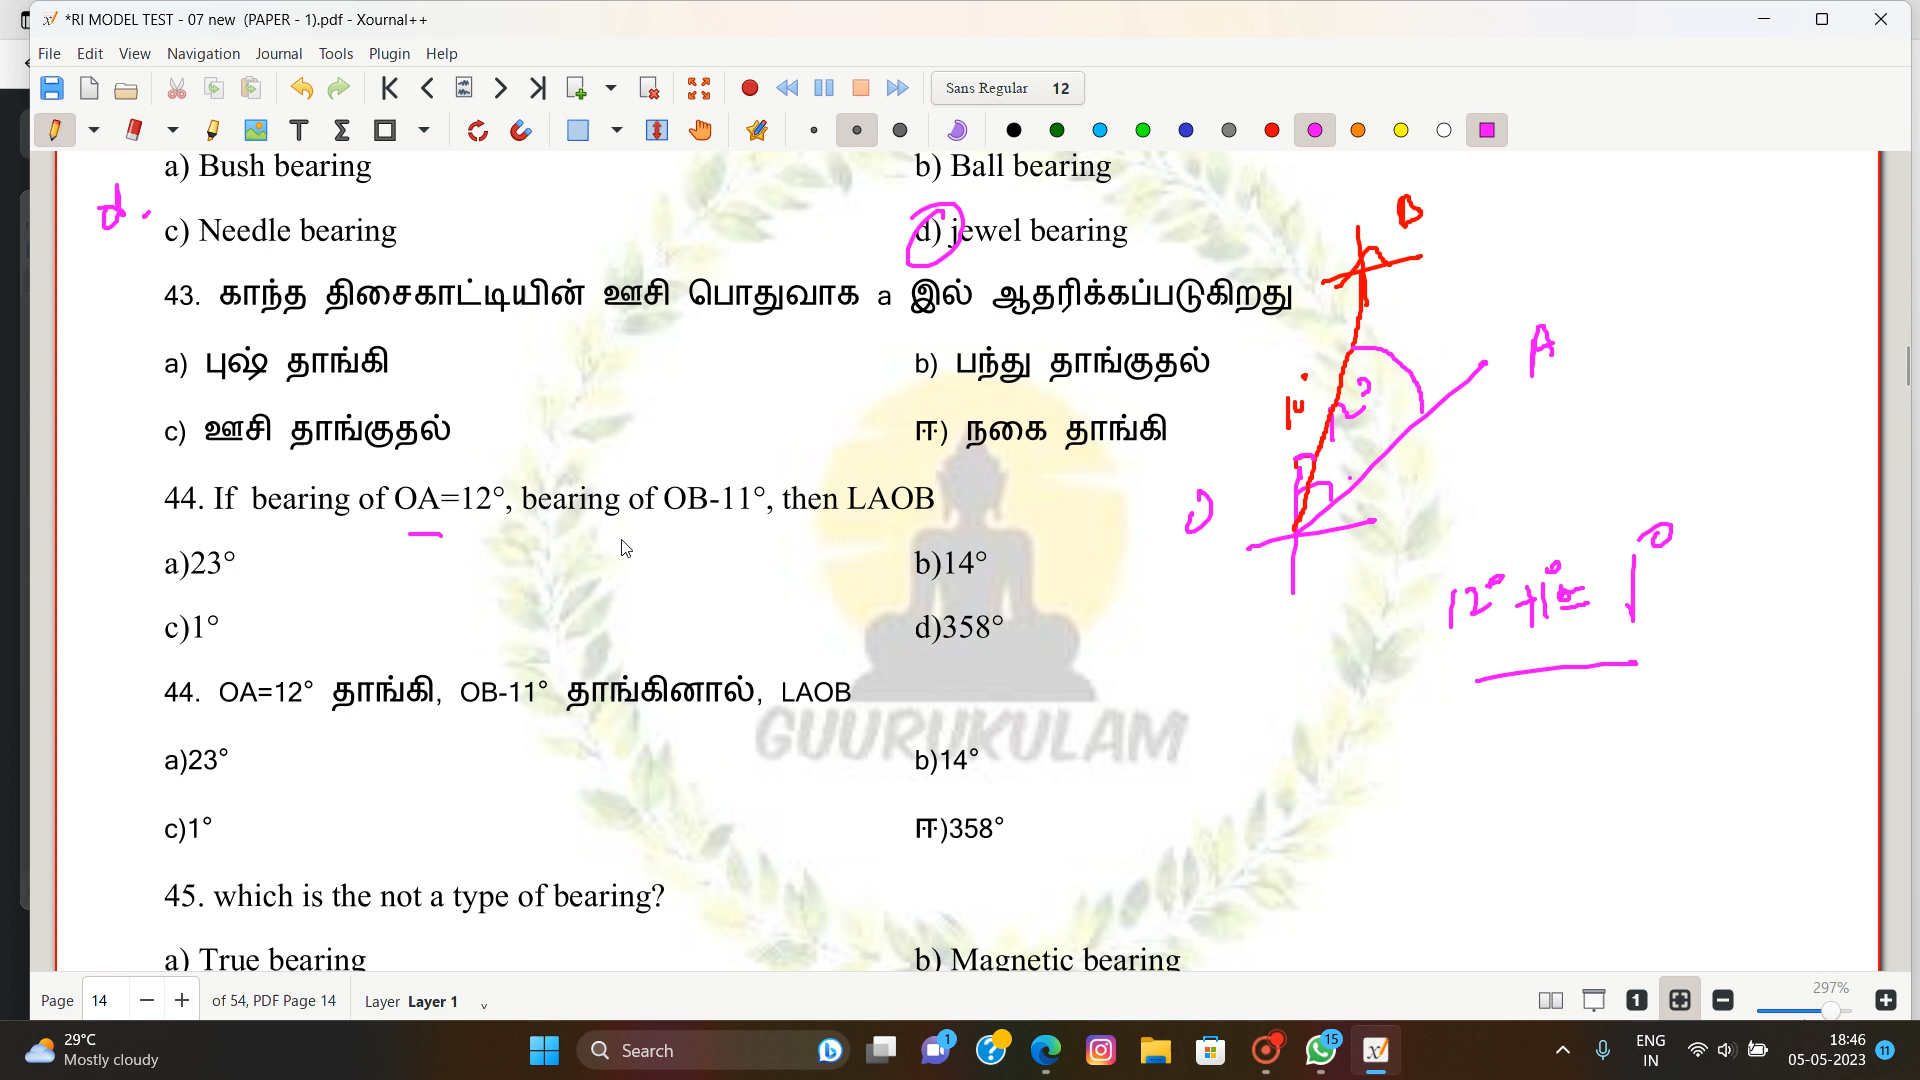 *RI MODEL TEST - 07 new (PAPER - 1).pdf - Xournal++
File Edit View Navigation Journal Tools Plugin Help
Sans Regular 12
a) Bush bearing b) Ball bearing
d.
c) Needle bearing d) jewel bearing
B
43. காந்த திசைகாட்டியின் ஊசி பொதுவாக a இல் ஆதரிக்கப்படுகிறது
a) புஷ் தாங்கி b) பந்து தாங்குதல்
A
c) ஊசி தாங்குதல் ஈ) நகை தாங்கி
44. If bearing of OA=12°, bearing of OB-11°, then LAOB
O
a)23° b)14°
c)1° d)358°
44. OA=12° தாங்கி, OB-11° தாங்கினால், LAOB
GUURUKULAM
a)23° b)14°
c)1° ஈ)358°
45. which is the not a type of bearing?
a) True bearing b) Magnetic bearing
Page 14 of 54, PDF Page 14 Layer Layer 1 297%
29°C
Mostly cloudy
Search
1
15
ENG
IN
18:46
05-05-2023
11